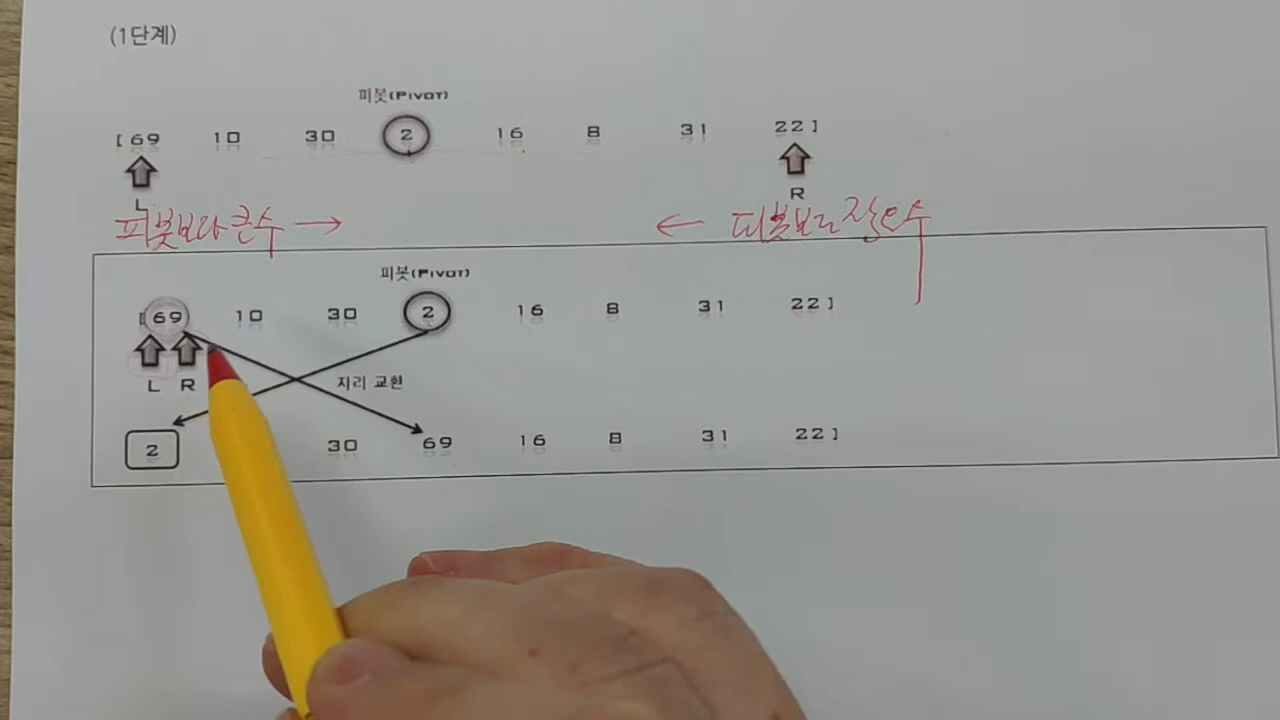 (1단계)
피봇(PIVOT)
[ 69 10 30 2 16 8 31 22 ]
L R
피봇보다 큰수 → ← 피봇보다 작은수
피봇(PIVOT)
[ 69 10 30 2 16 8 31 22 ]
L R 자리 교환
2 30 69 16 8 31 22 ]